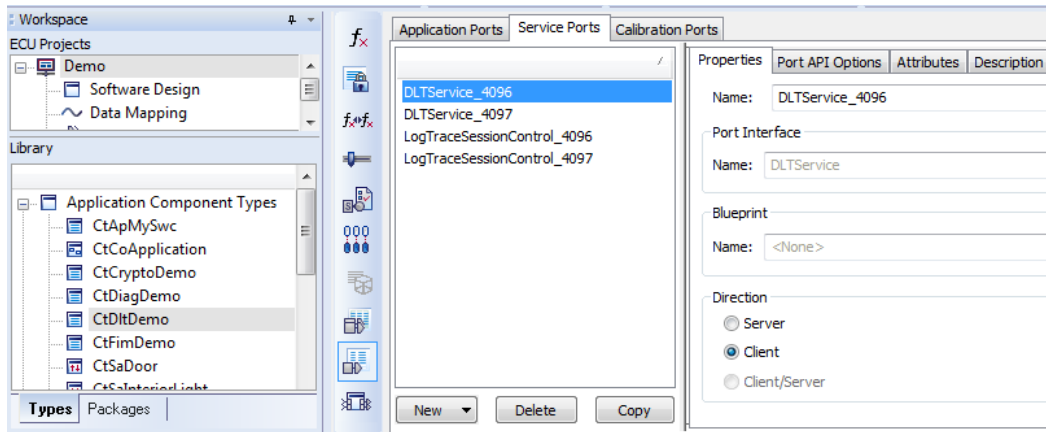 Workspace
ECU Projects
Demo
Software Design
Data Mapping
Library
Application Component Types
CtApMySwc
CtCoApplication
CtCryptoDemo
CtDiagDemo
CtDltDemo
CtFimDemo
CtSaDoor
CtSaInteriorLight
Types Packages
Application Ports Service Ports Calibration Ports
DLTService_4096
DLTService_4097
LogTraceSessionControl_4096
LogTraceSessionControl_4097
New Delete Copy
Properties Port API Options Attributes Description
Name: DLTService_4096
Port Interface
Name: DLTService
Blueprint
Name: <None>
Direction
Server
Client
Client/Server